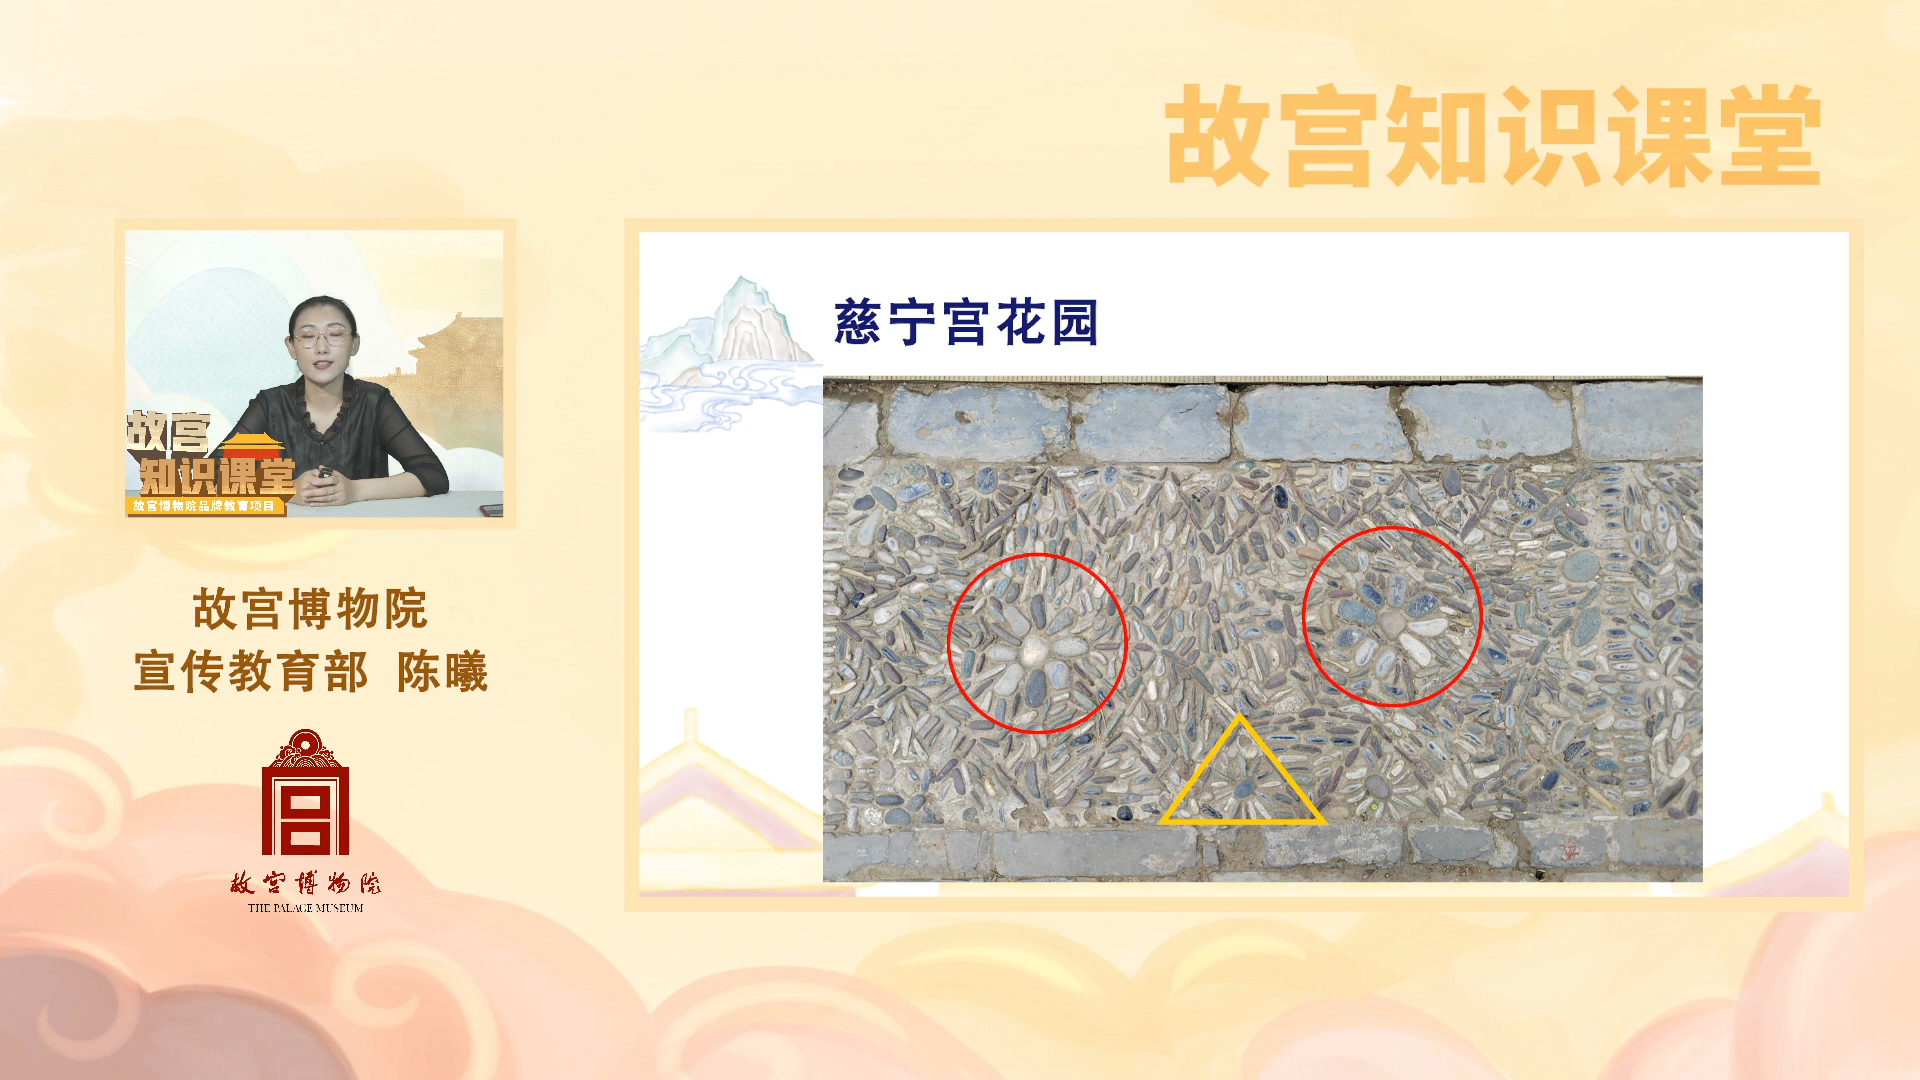 故宫知识课堂
慈宁宫花园
故宫
知识课堂
故宫博物院品牌教育项目
故宫博物院
宣传教育部 陈曦
故宫博物院
THE PALACE MUSEUM